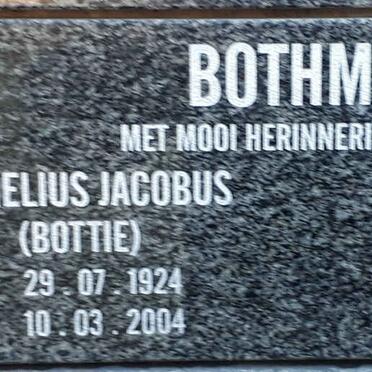 BOTHM
MET MOOI HERINNERI
ELIUS JACOBUS
(BOTTIE)
29 . 07 . 1924
10 . 03 . 2004